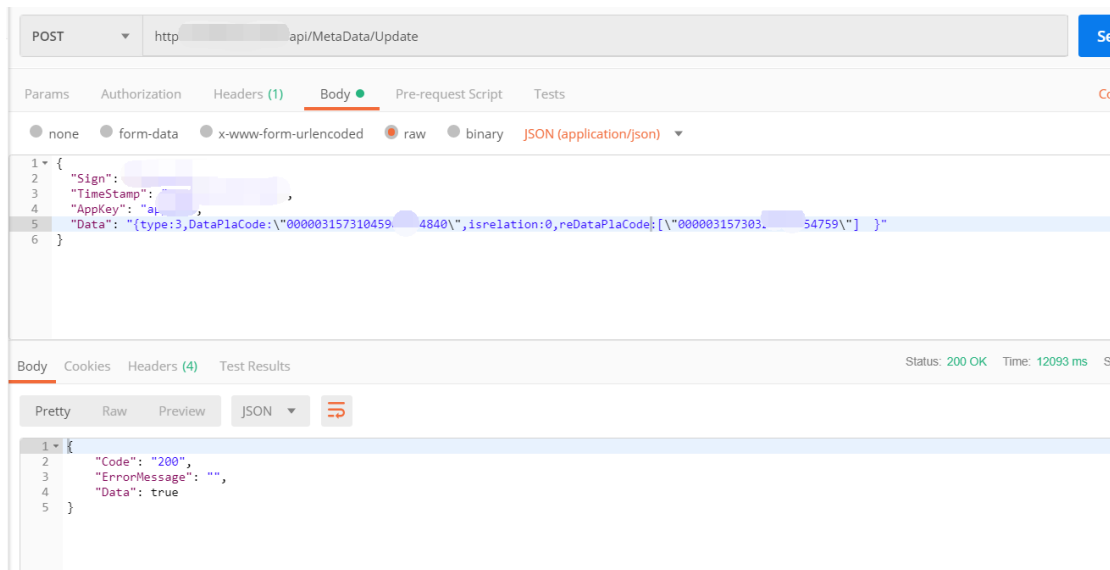 POST http api/MetaData/Update
Params Authorization Headers (1) Body Pre-request Script Tests
none form-data x-www-form-urlencoded raw binary JSON (application/json)
1 {
2 "Sign":
3 "TimeStamp": " ,
4 "AppKey": "ap ,
5 "Data": "{type:3,DataPlaCode:\"000003157310459 4840\",isrelation:0,reDataPlaCode:[\"000003157303 54759\"] }"
6 }
Body Cookies Headers (4) Test Results Status: 200 OK Time: 12093 ms
Pretty Raw Preview JSON
1 {
2 "Code": "200",
3 "ErrorMessage": "",
4 "Data": true
5 }